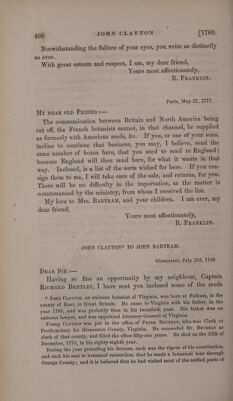 406 JOHN CLAYTON [1760.
Notwithstanding the failure of your eyes, you write as distinctly
as ever.
With great esteem and respect, I am, my dear friend,
Yours most affectionately,
B. FRANKLIN.
Paris, May 27, 1777.
MY DEAR OLD FRIEND:—
The communication between Britain and North America being
cut off, the French botanists cannot, in that channel, be supplied
as formerly with American seeds, &c. If you, or one of your sons,
incline to continue that business, you may, I believe, send the
same number of boxes here, that you used to send to England;
because England will then send here, for what it wants in that
way. Inclosed, is a list of the sorts wished for here. If you con-
sign them to me, I will take care of the sale, and returns, for you.
There will be no difficulty in the importation, as the matter is
countenanced by the ministry, from whom I received the list.
My love to MRS. BARTRAM, and your children. I am ever, my
dear friend,
Yours most affectionately,
B. FRANKLIN.
JOHN CLAYTON* TO JOHN BARTRAM.
Gloucester, July 23d, 1760.
DEAR SIR:—
Having so fine an opportunity by my neighbour, Captain
RICHARD BENTLEY, I have sent you inclosed some of the seeds
* JOHN CLAYTON, an eminent botanist of Virginia, was born at Fulham, in the
county of Kent, in Great Britain. He came to Virginia with his father, in the
year 1705, and was probably then in his twentieth year. His father was an
eminent lawyer, and was appointed Attorney-General of Virginia.
Young CLAYTON was put in the office of PETER BEVERLY, who was Clerk or
Prothonotary for Gloucester County, Virginia. He succeeded MR. BEVERLY as
clerk of that county, and filled the office fifty-one years. He died on the 15th of
December, 1773, in his eighty-eighth year.
During the year preceding his decease, such was the vigour of his constitution,
and such his zeal in botanical researches, that he made a botanical tour through
Orange County; and it is believed that he had visited most of the settled parts of